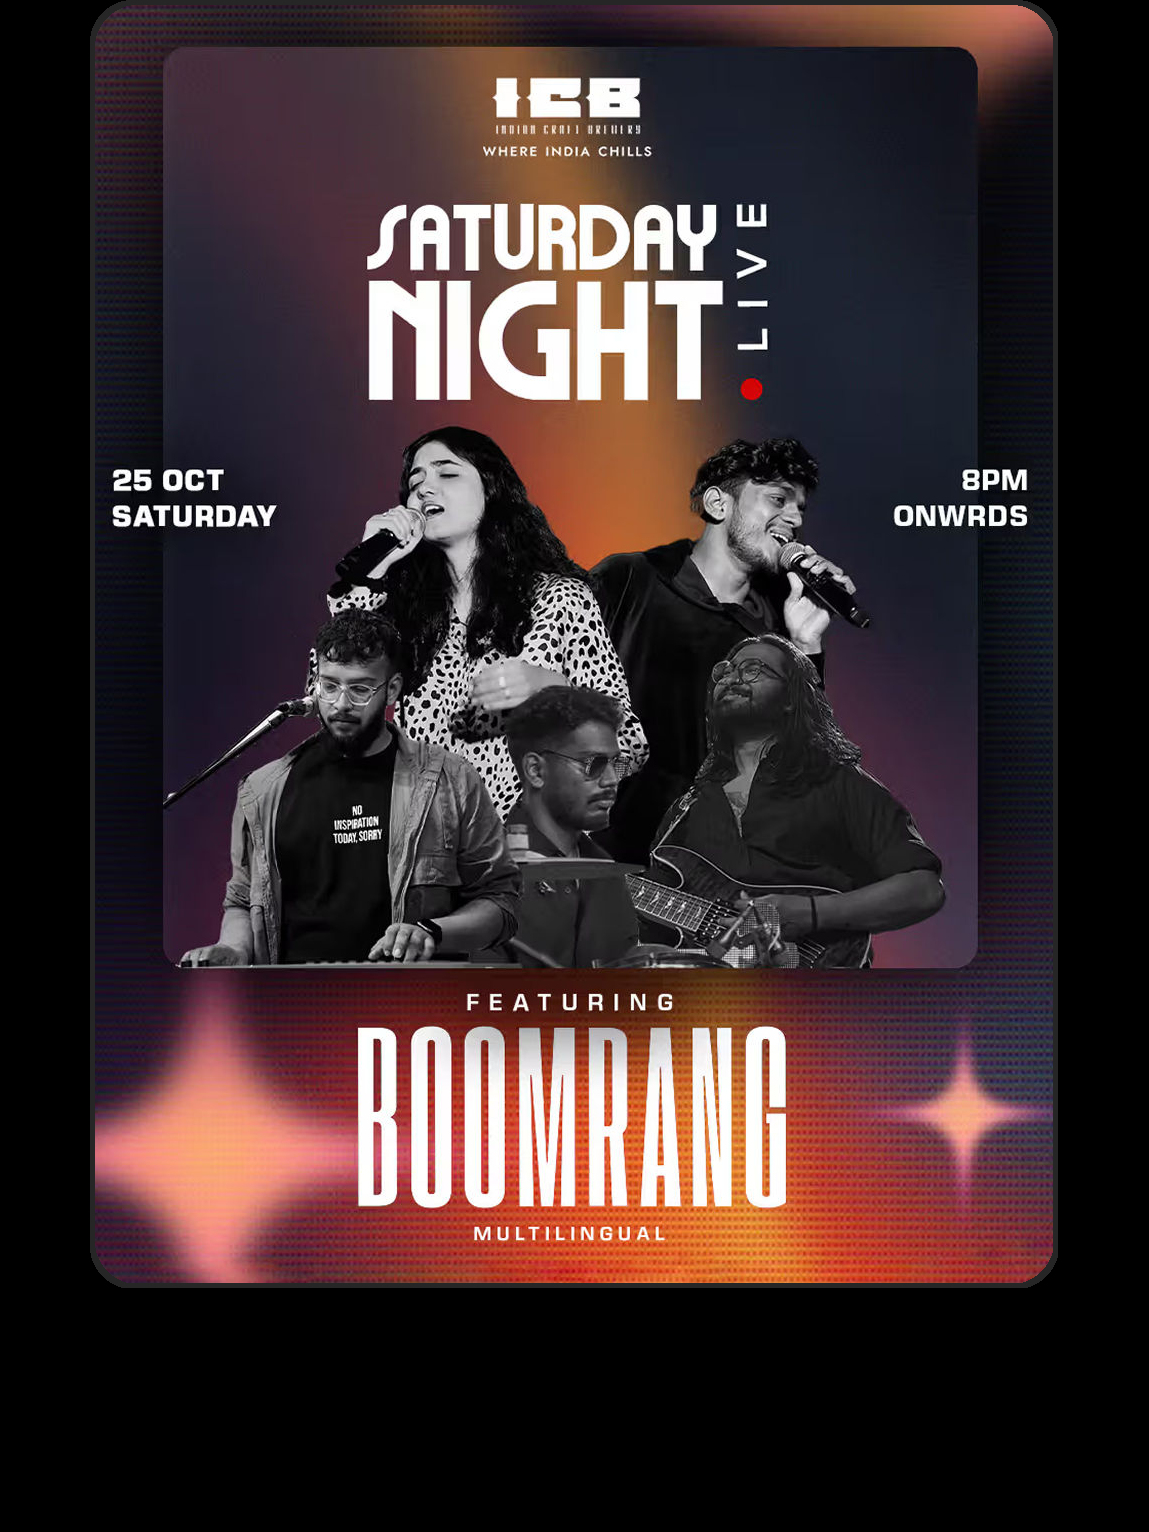 ICB
INDIAN CRAFT BREWERY
WHERE INDIA CHILLS
SATURDAY
NIGHT
LIVE
25 OCT
SATURDAY
8PM
ONWRDS
NO
INSPIRATION
TODAY, SORRY
FEATURING
BOOMRANG
MULTILINGUAL